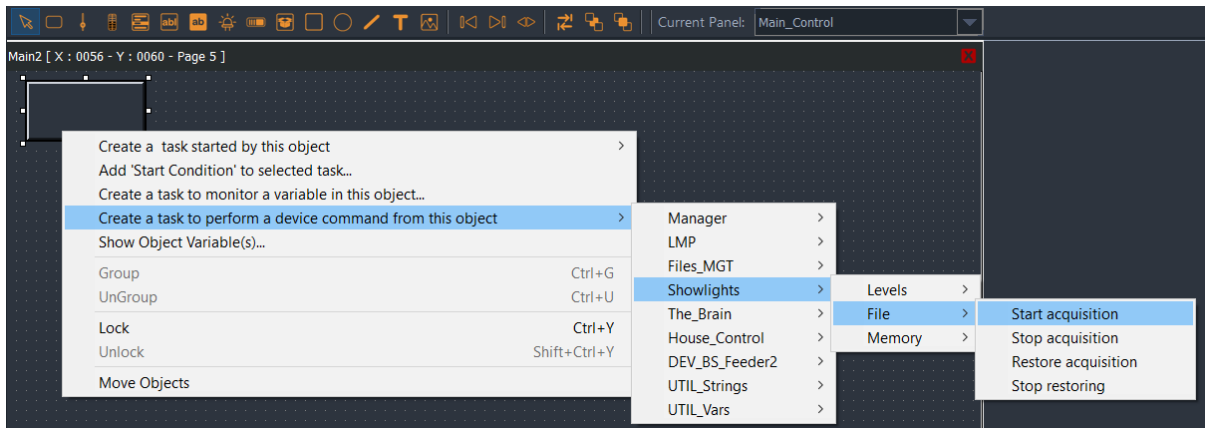 abl
ab
T
Current Panel: Main_Control
Main2 [ X : 0056 - Y : 0060 - Page 5 ]
X
Create a  task started by this object
Add 'Start Condition' to selected task...
Create a task to monitor a variable in this object...
Create a task to perform a device command from this object
Show Object Variable(s)...
Group Ctrl+G
UnGroup Ctrl+U
Lock Ctrl+Y
Unlock Shift+Ctrl+Y
Move Objects
Manager
LMP
Files_MGT
Showlights
The_Brain
House_Control
DEV_BS_Feeder2
UTIL_Strings
UTIL_Vars
Levels
File
Memory
Start acquisition
Stop acquisition
Restore acquisition
Stop restoring